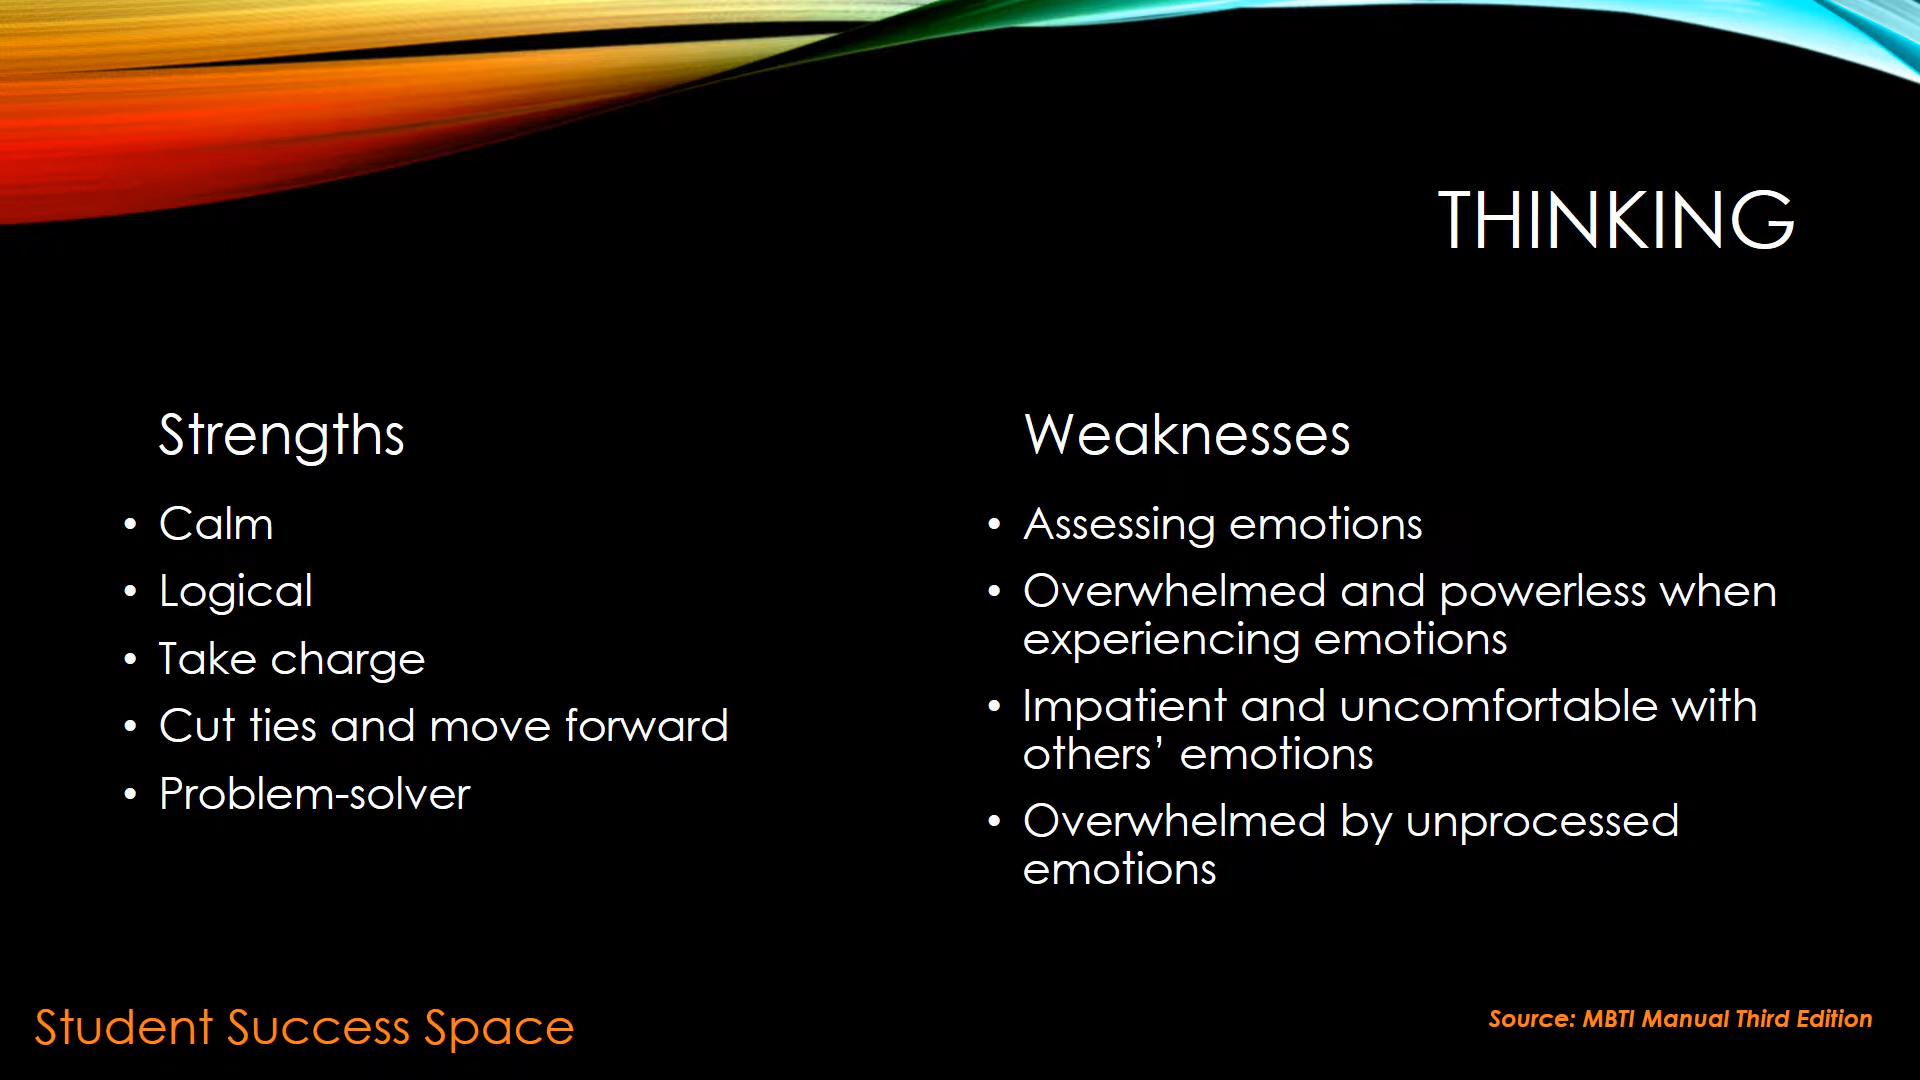 THINKING
Strengths
• Calm
• Logical
• Take charge
• Cut ties and move forward
• Problem-solver
Weaknesses
• Assessing emotions
• Overwhelmed and powerless when
experiencing emotions
• Impatient and uncomfortable with
others’ emotions
• Overwhelmed by unprocessed
emotions
Student Success Space
Source: MBTI Manual Third Edition